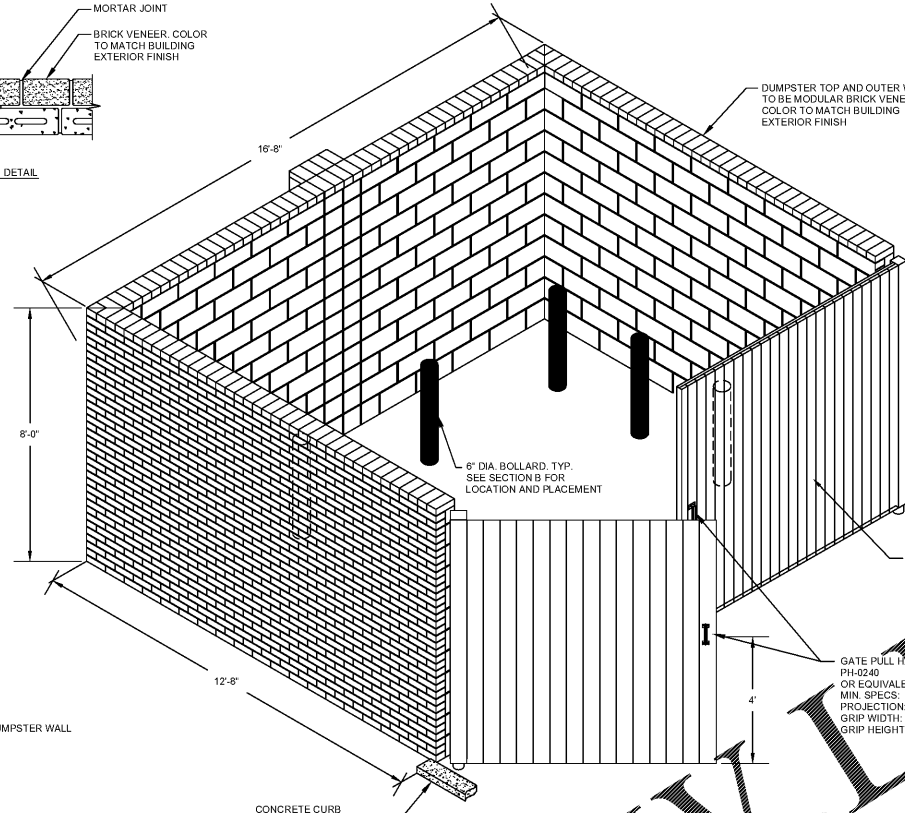 MORTAR JOINT
BRICK VENEER. COLOR
TO MATCH BUILDING
EXTERIOR FINISH
DETAIL
16'-8"
DUMPSTER TOP AND OUTER
TO BE MODULAR BRICK
COLOR TO MATCH BUILDING
EXTERIOR FINISH
8'-0"
6" DIA. BOLLARD. TYP.
SEE SECTION B FOR
LOCATION AND PLACEMENT
12'-8"
4'
GATE PULL
PH-0240
OR
MIN. SPECS:
PROJECTION:
GRIP WIDTH:
GRIP HEIGHT
WALL
CONCRETE CURB